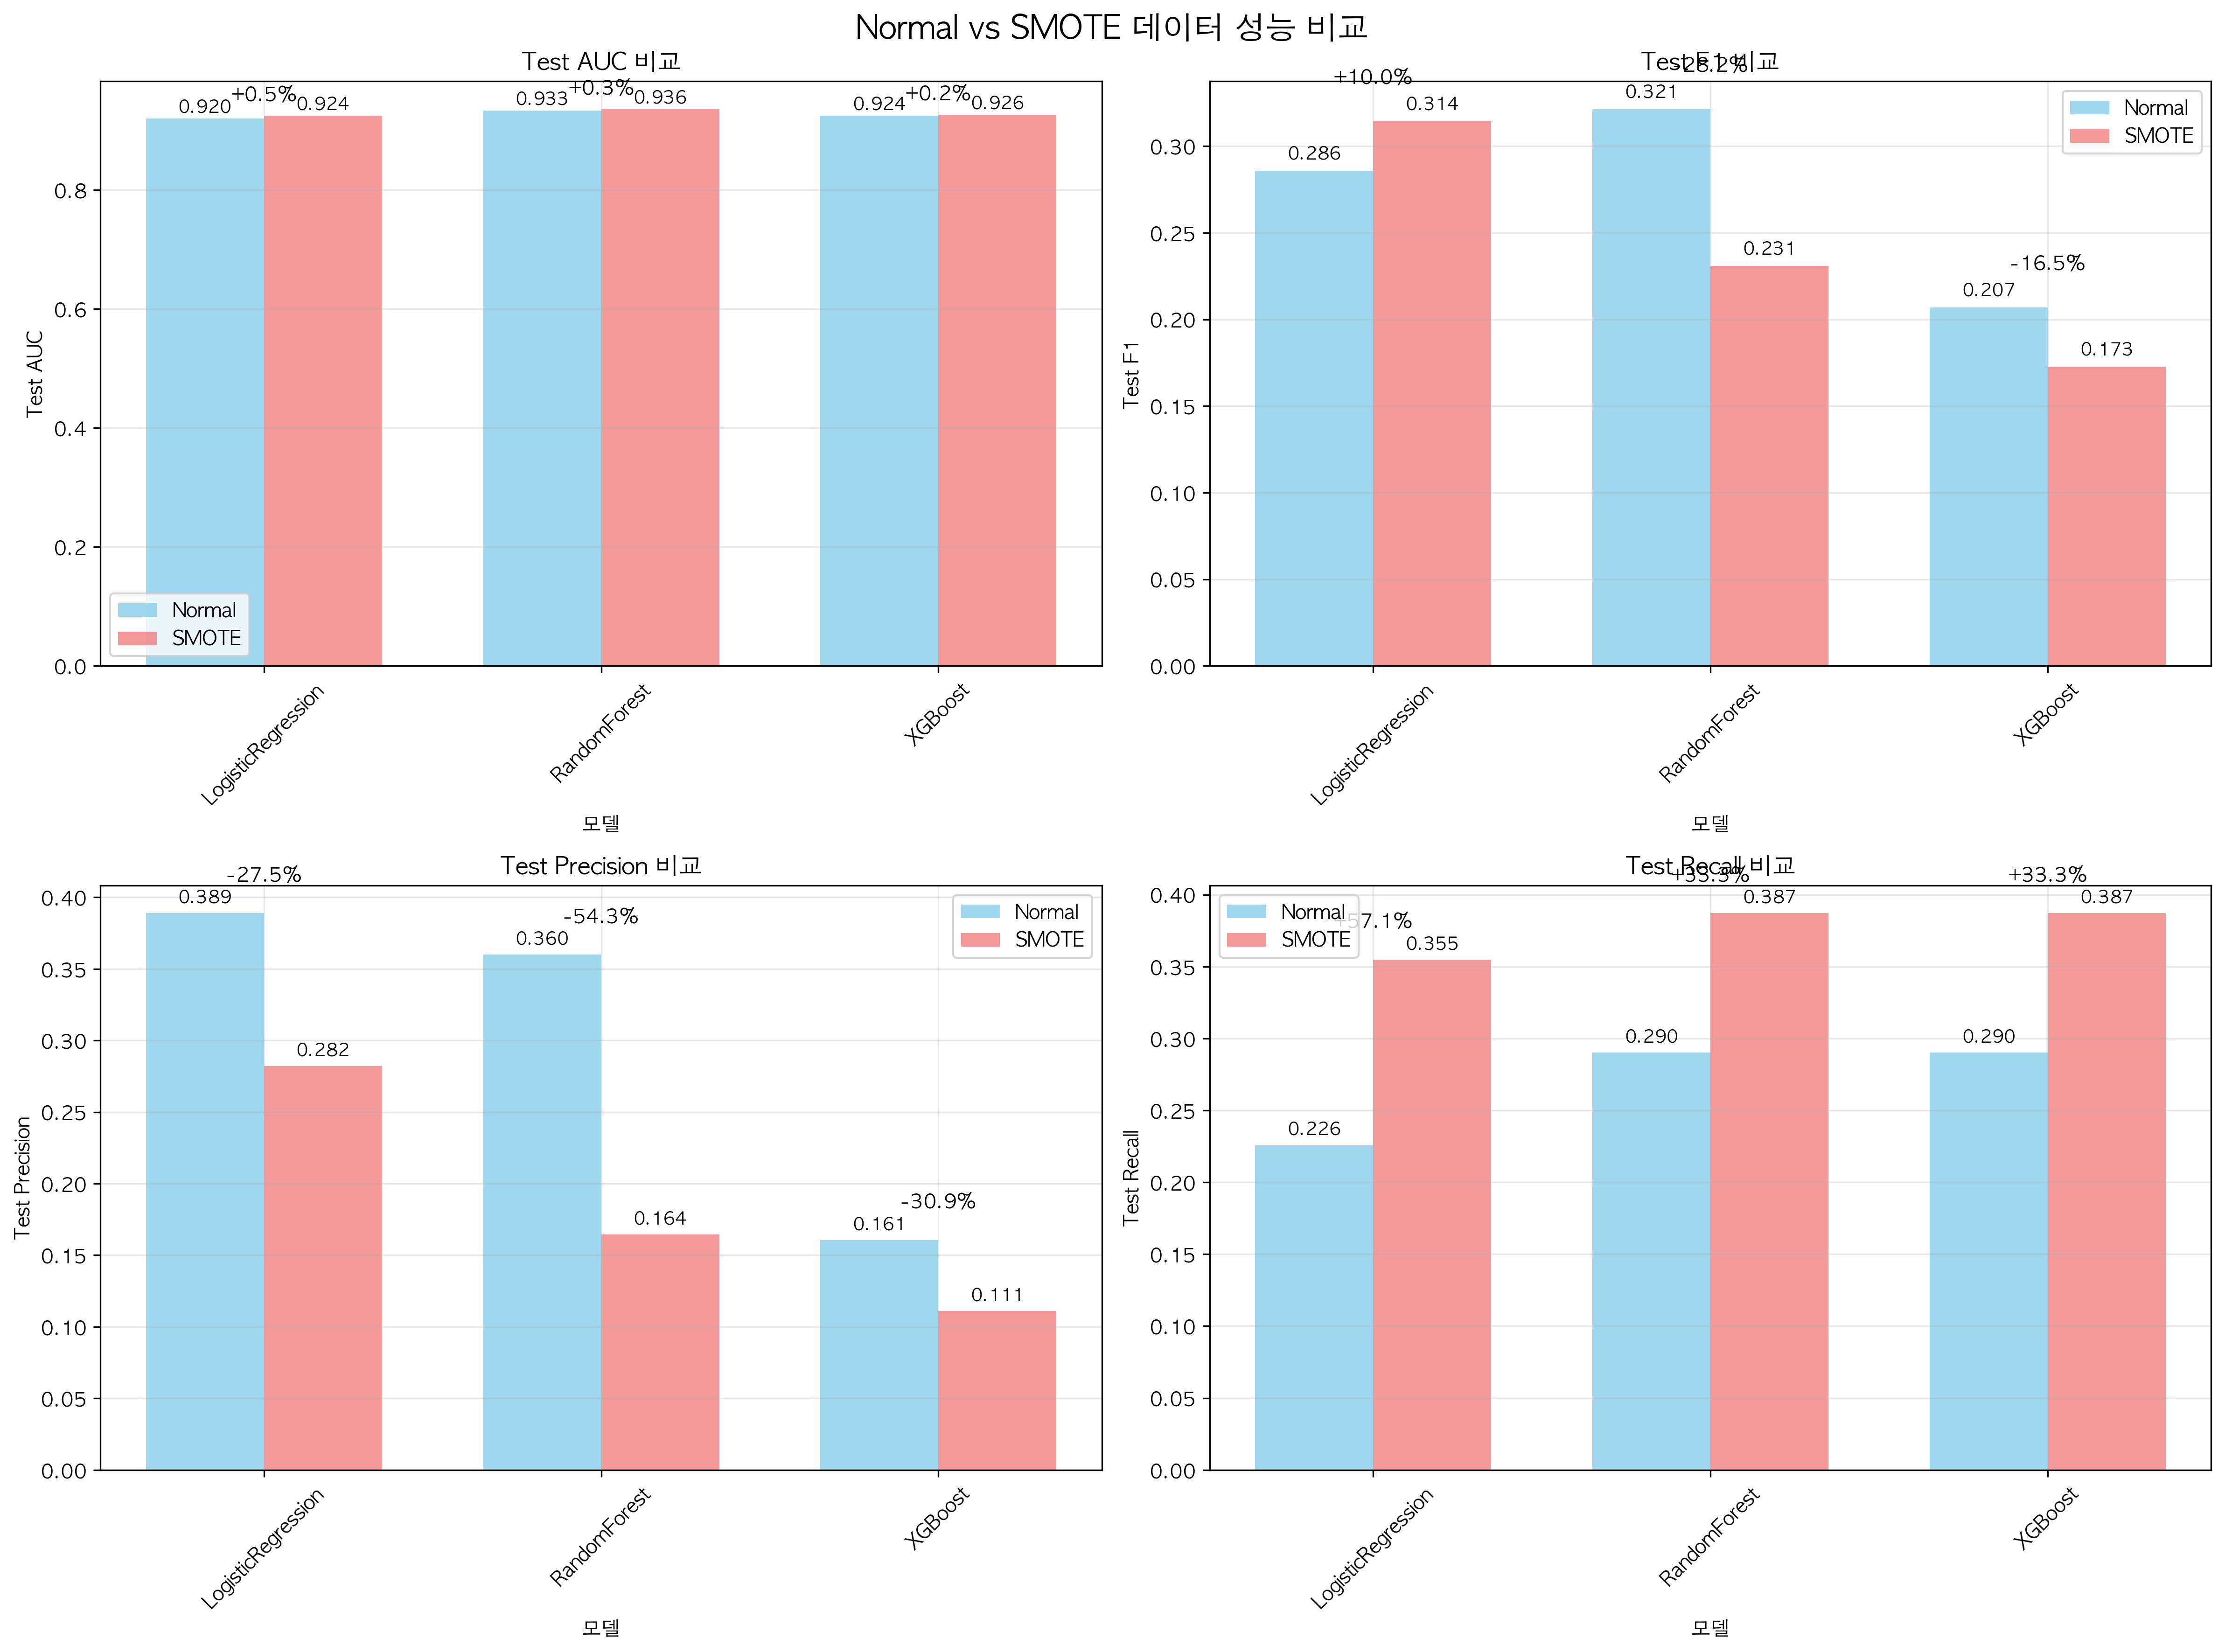 Normal vs SMOTE 데이터 성능 비교
Test AUC 비교
0.920
+0.5%
0.924
0.933
+0.3%
0.936
0.924
+0.2%
0.926
0.8
0.6
0.4
0.2
0.0
Test AUC
Normal
SMOTE
LogisticRegression
RandomForest
XGBoost
모델
Test F1 비교
+10.0%
-28.2%
-16.5%
0.286
0.314
0.321
0.231
0.207
0.173
Normal
SMOTE
0.30
0.25
0.20
0.15
0.10
0.05
0.00
Test F1
LogisticRegression
RandomForest
XGBoost
모델
Test Precision 비교
-27.5%
-54.3%
-30.9%
0.389
0.282
0.360
0.164
0.161
0.111
Normal
SMOTE
0.40
0.35
0.30
0.25
0.20
0.15
0.10
0.05
0.00
Test Precision
LogisticRegression
RandomForest
XGBoost
모델
Test Recall 비교
+57.1%
+33.3%
+33.3%
0.226
0.355
0.290
0.387
0.290
0.387
Normal
SMOTE
0.40
0.35
0.30
0.25
0.20
0.15
0.10
0.05
0.00
Test Recall
LogisticRegression
RandomForest
XGBoost
모델